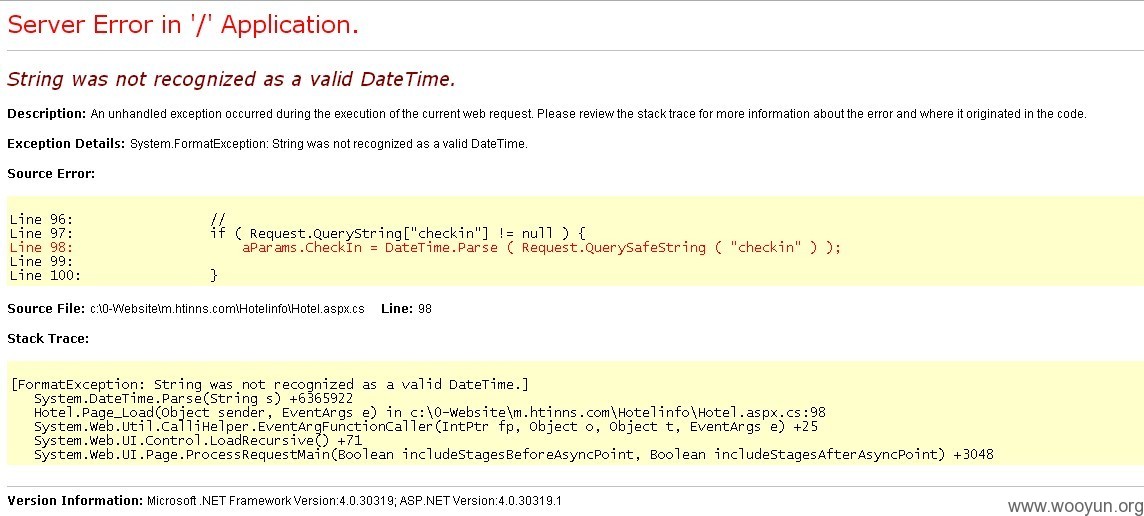 Server Error in '/' Application.
String was not recognized as a valid DateTime.
Description: An unhandled exception occurred during the execution of the current web request. Please review the stack trace for more information about the error and where it originated in the code.
Exception Details: System.FormatException: String was not recognized as a valid DateTime.
Source Error:
Line 96:                 //
Line 97:                 if ( Request.QueryString["checkin"] != null ) {
Line 98:                     aParams.CheckIn = DateTime.Parse ( Request.QuerySafeString ( "checkin" ) );
Line 99:
Line 100:                }
Source File: c:\0-Website\m.htinns.com\Hotelinfo\Hotel.aspx.cs    Line: 98
Stack Trace:
[FormatException: String was not recognized as a valid DateTime.]
   System.DateTime.Parse(String s) +6365922
   Hotel.Page_Load(Object sender, EventArgs e) in c:\0-Website\m.htinns.com\Hotelinfo\Hotel.aspx.cs:98
   System.Web.Util.CalliHelper.EventArgFunctionCaller(IntPtr fp, Object o, Object t, EventArgs e) +25
   System.Web.UI.Control.LoadRecursive() +71
   System.Web.UI.Page.ProcessRequestMain(Boolean includeStagesBeforeAsyncPoint, Boolean includeStagesAfterAsyncPoint) +3048
Version Information: Microsoft .NET Framework Version:4.0.30319; ASP.NET Version:4.0.30319.1
www.wooyun.org